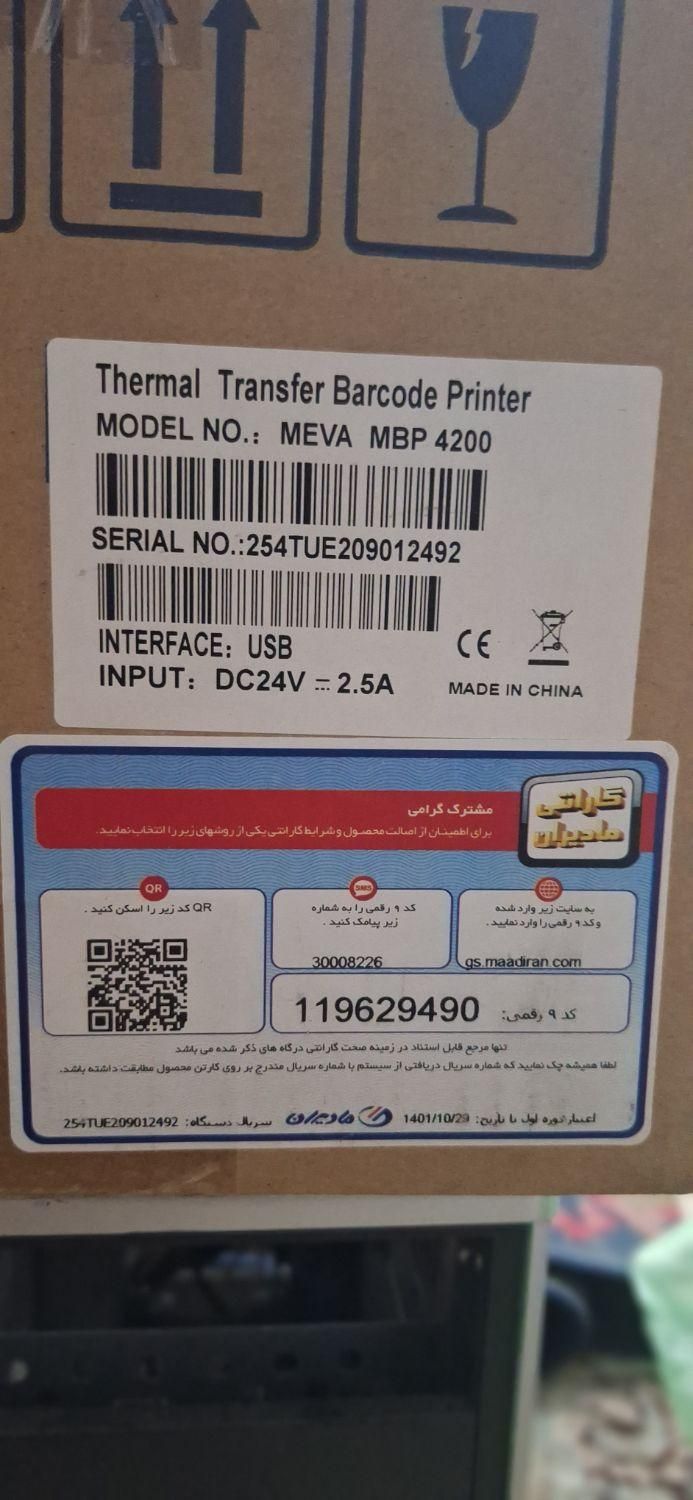 Thermal Transfer Barcode Printer
MODEL NO.: MEVA MBP 4200
SERIAL NO.:254TUE209012492
INTERFACE: USB
INPUT: DC24V ⎓ 2.5A
CE
MADE IN CHINA
گارانتی
مادیران
مشترک گرامی
برای اطمینان از اصالت محصول و شرایط گارانتی یکی از روشهای زیر را انتخاب نمایید.
به سایت زیر وارد شده
و کد ۹ رقمی را وارد نمایید.
gs.maadiran.com
SMS
کد ۹ رقمی را به شماره
زیر پیامک کنید.
30008226
QR
QR کد زیر را اسکن کنید.
کد ۹ رقمی: 119629490
تنها مرجع قابل استناد در زمینه صحت گارانتی درگاه های ذکر شده می باشد
لطفا همیشه چک نمایید که شماره سریال دریافتی از سیستم با شماره سریال مندرج بر روی کارتن محصول مطابقت داشته باشد.
اعتبار دوره اول تا تاریخ: 1401/10/29
مادیران
سریال دستگاه: 254TUE209012492